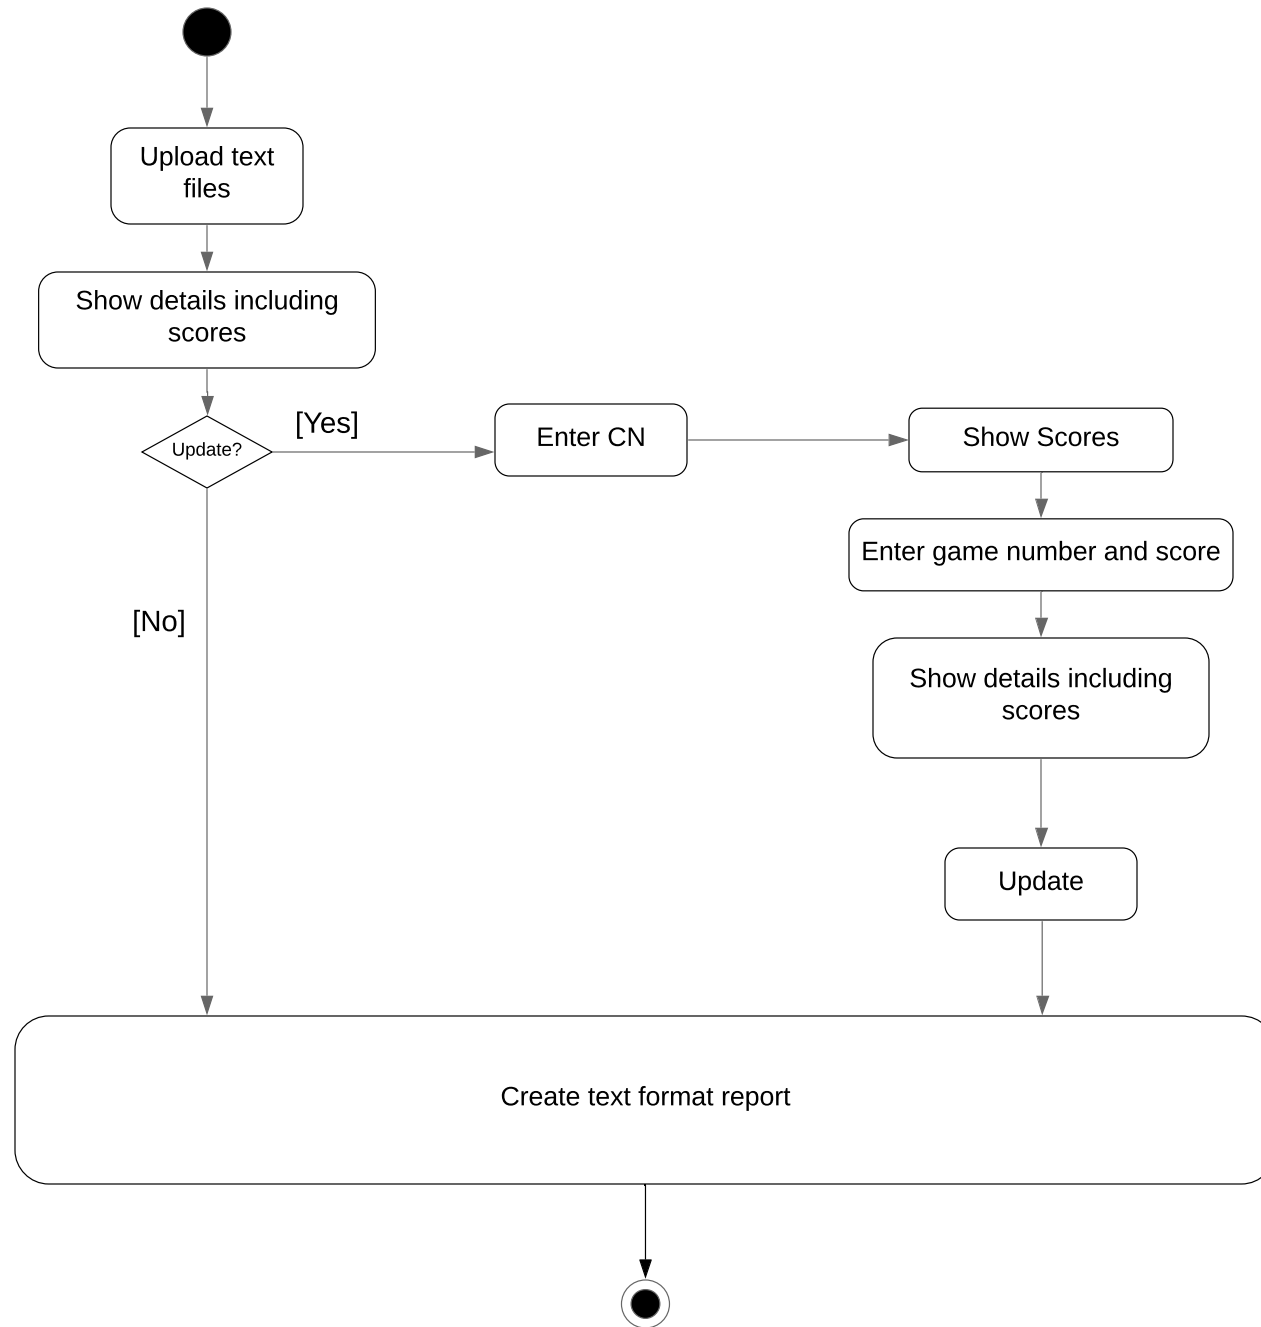 Upload text
files
Show details including
scores
Update?
[Yes]
Enter CN
Show Scores
Enter game number and score
[No]
Show details including
scores
Update
Create text format report